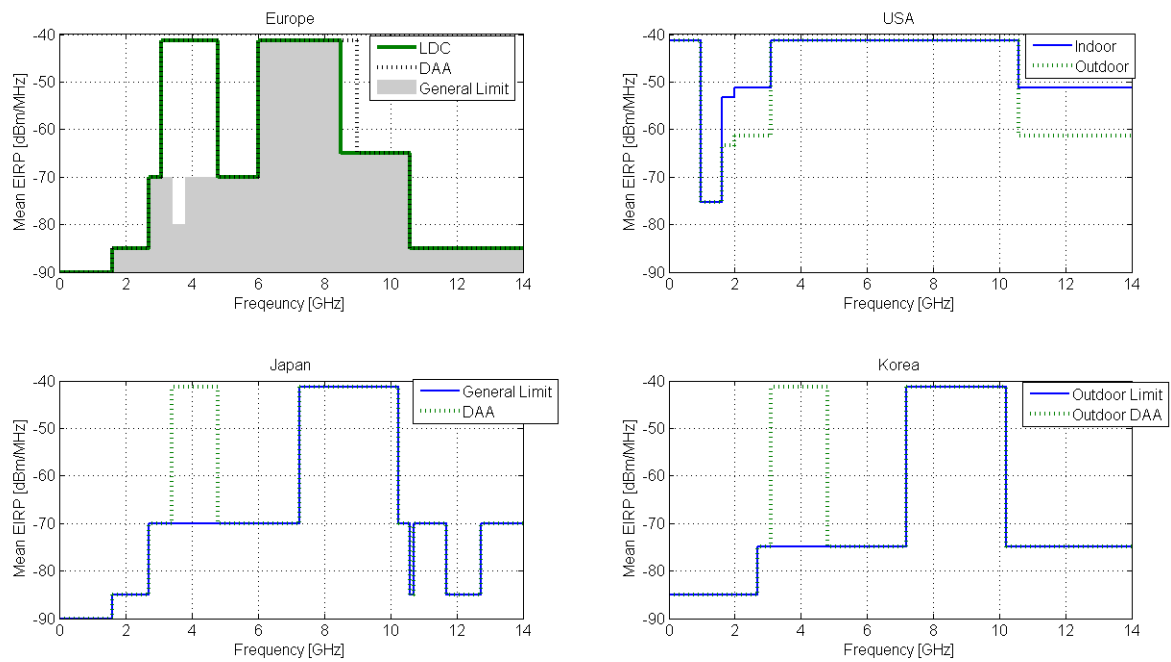 Europe
-40
-50
-60
-70
-80
-90
Mean EIRP [dBm/MHz]
LDC
DAA
General Limit
0 2 4 6 8 10 12 14
Freqeuncy [GHz]
USA
-40
-50
-60
-70
-80
-90
Mean EIRP [dBm/MHz]
Indoor
Outdoor
0 2 4 6 8 10 12 14
Frequency [GHz]
Japan
-40
-50
-60
-70
-80
-90
Mean EIRP [dBm/MHz]
General Limit
DAA
0 2 4 6 8 10 12 14
Frequency [GHz]
Korea
-40
-50
-60
-70
-80
-90
Mean EIRP [dBm/MHz]
Outdoor Limit
Outdoor DAA
0 2 4 6 8 10 12 14
Frequency [GHz]